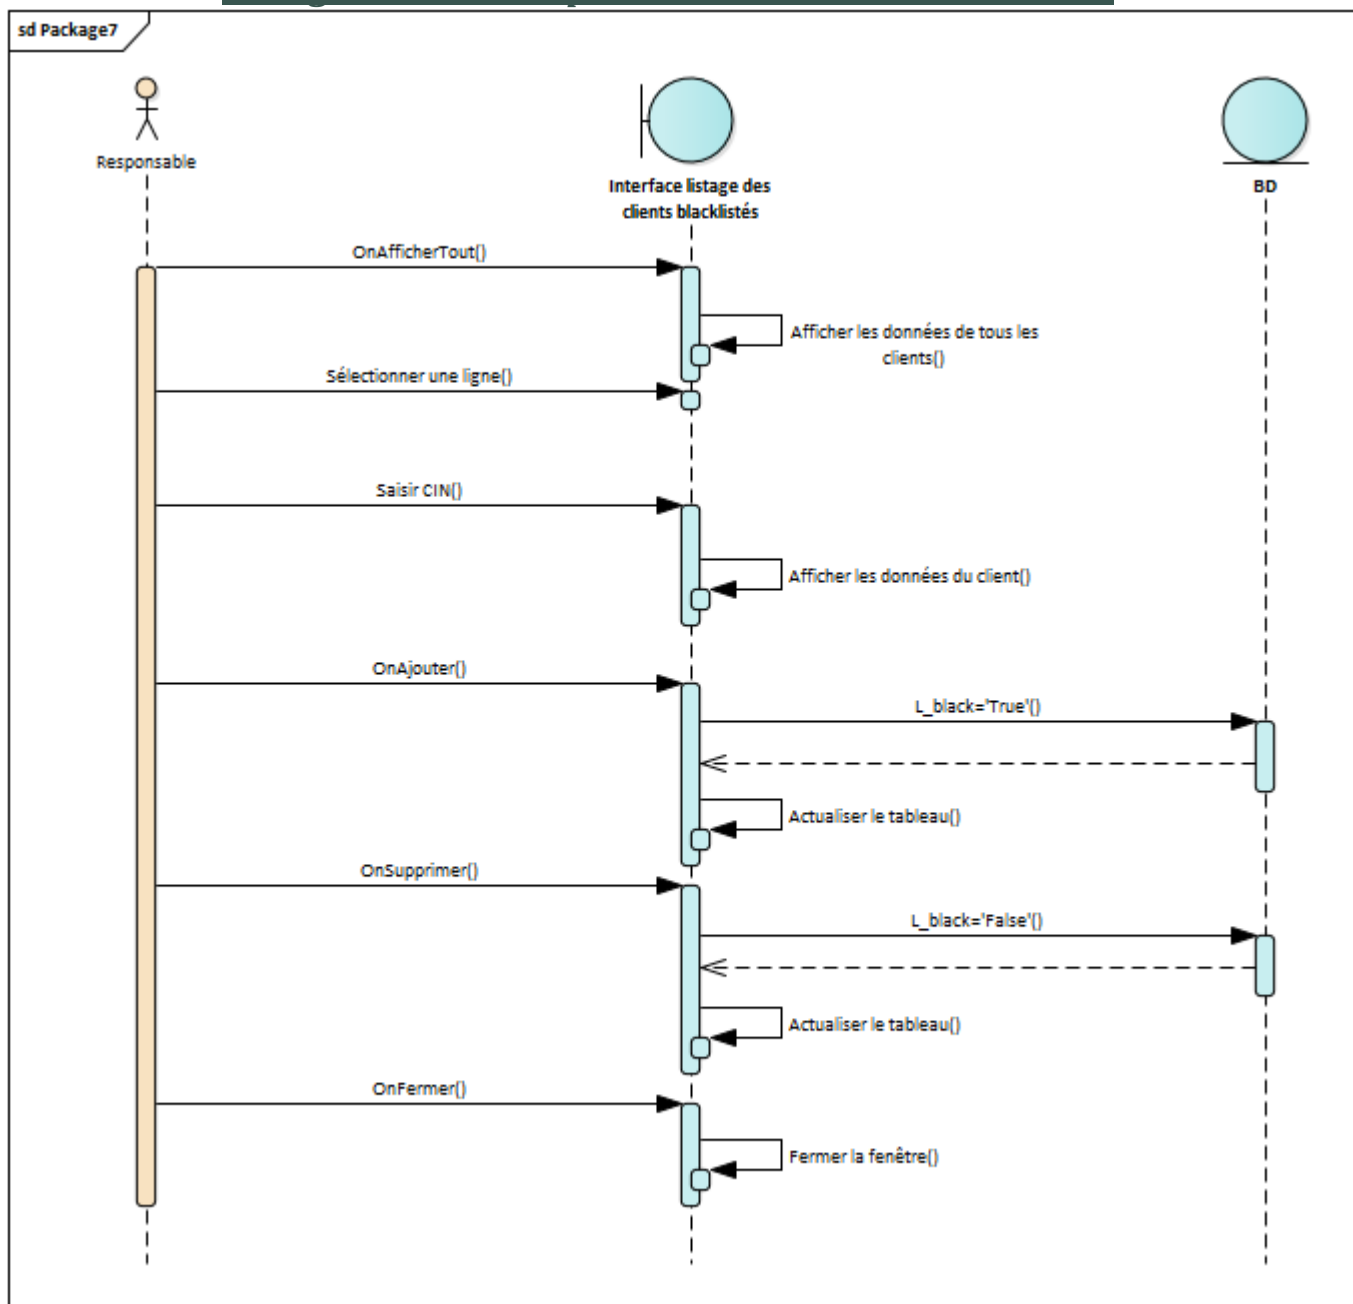 sd Package7
Responsable
Interface listage des
clients blacklistés
BD
OnAfficherTout()
Afficher les données de tous les
clients()
Sélectionner une ligne()
Saisir CIN()
Afficher les données du client()
OnAjouter()
L_black='True'()
Actualiser le tableau()
OnSupprimer()
L_black='False'()
Actualiser le tableau()
OnFermer()
Fermer la fenêtre()